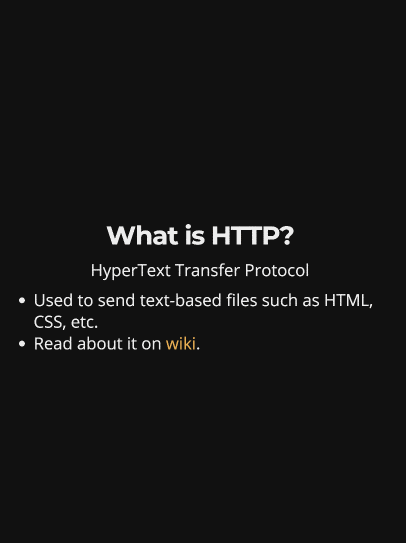 What is HTTP?
HyperText Transfer Protocol
• Used to send text-based files such as HTML,
CSS, etc.
• Read about it on wiki.